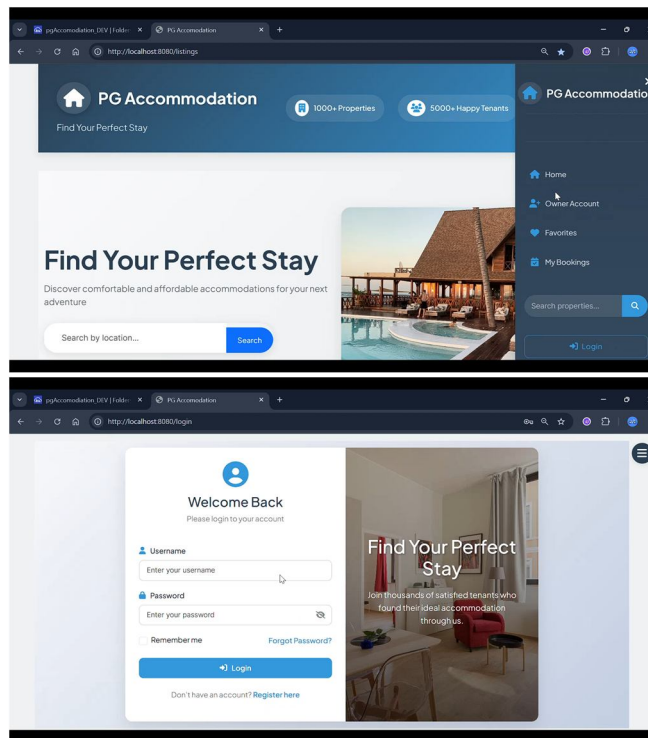 pgAccomodiation_DEV | Folder
PG Accommodation
http://localhost:8080/listings
PG Accommodation
Find Your Perfect Stay
1000+ Properties
5000+ Happy Tenants
PG Accommodatio
Home
Owner Account
Favorites
My Bookings
Search properties...
Login
Find Your Perfect Stay
Discover comfortable and affordable accommodations for your next
adventure
Search by location...
Search
pgAccomodiation_DEV | Folder
PG Accommodation
http://localhost:8080/login
Welcome Back
Please login to your account
Username
Enter your username
Password
Enter your password
Remember me
Forgot Password?
Login
Don't have an account? Register here
Find Your Perfect
Stay
Join thousands of satisfied tenants who
found their ideal accommodation
through us.